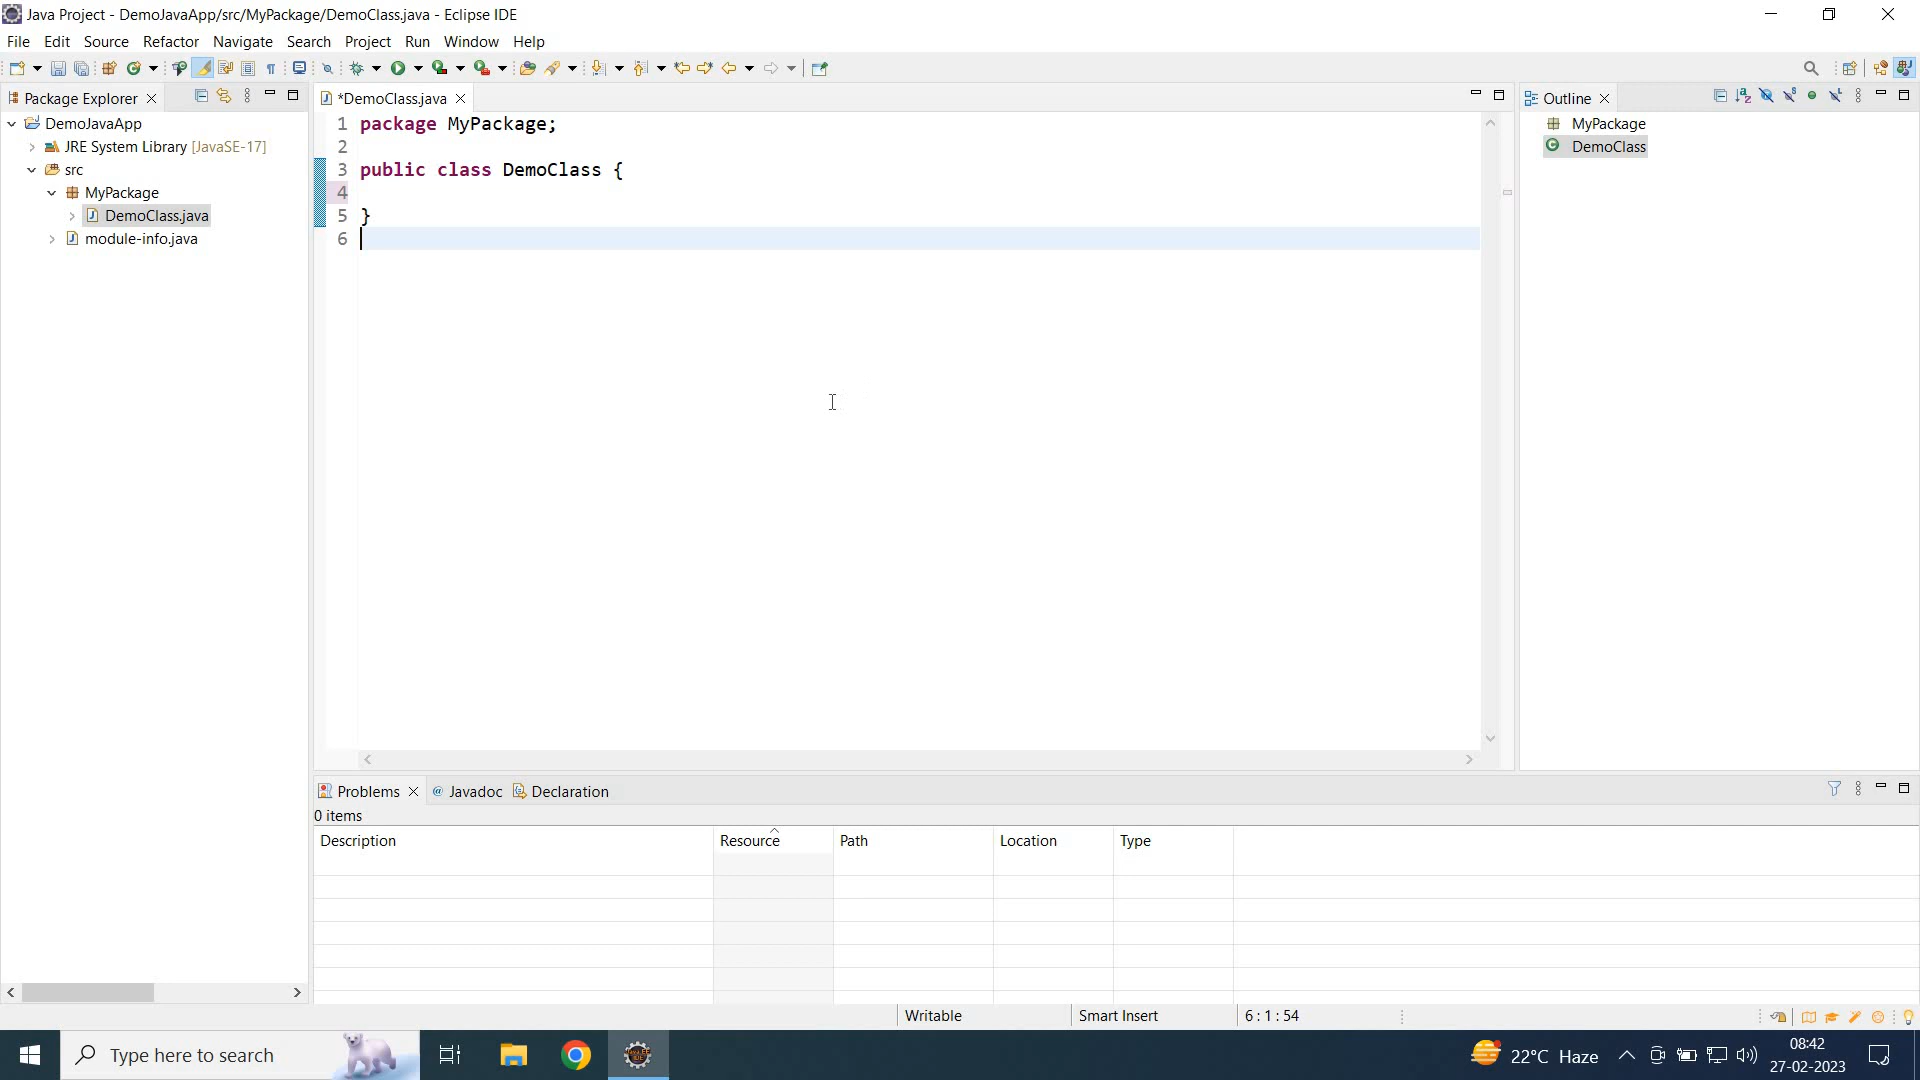 Java Project - DemoJavaApp/src/MyPackage/DemoClass.java - Eclipse IDE
File Edit Source Refactor Navigate Search Project Run Window Help
Package Explorer
DemoJavaApp
JRE System Library [JavaSE-17]
src
MyPackage
DemoClass.java
module-info.java
*DemoClass.java
1 package MyPackage;
2
3 public class DemoClass {
4
5 }
6
Outline
MyPackage
DemoClass
Problems @ Javadoc Declaration
0 items
Description Resource Path Location Type
Writable Smart Insert 6 : 1 : 54
Type here to search
22°C Haze
08:42
27-02-2023